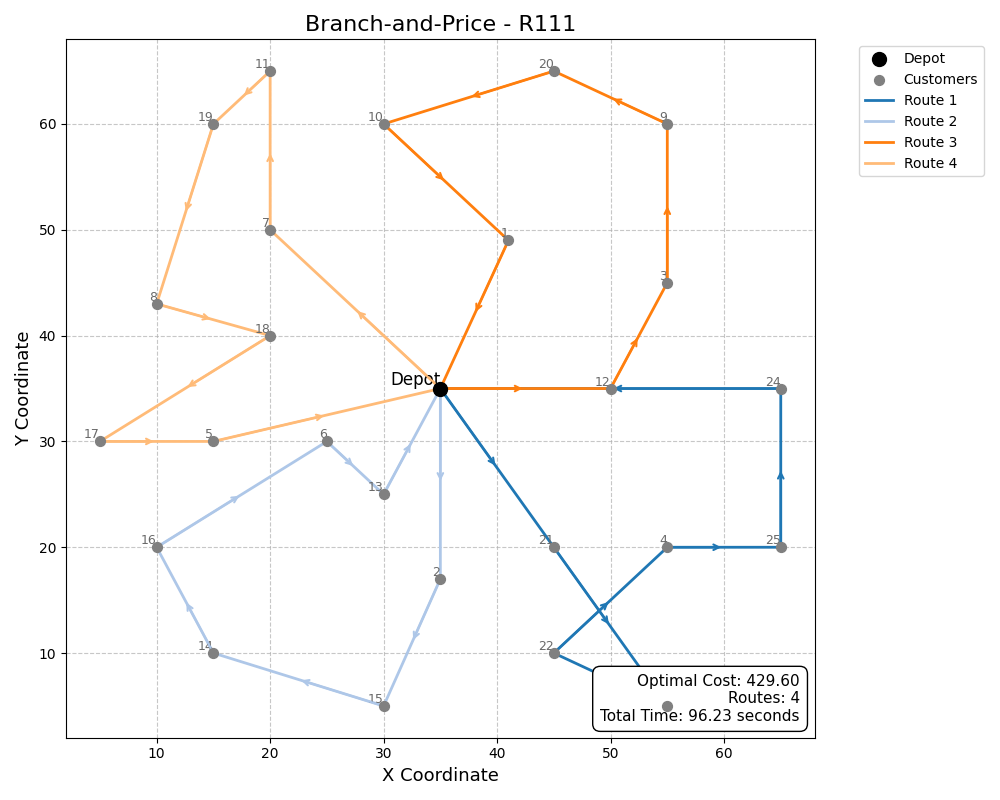 Branch-and-Price - R111
Depot
Customers
Route 1
Route 2
Route 3
Route 4
Y Coordinate
60
50
40
30
20
10
11
20
19
10
9
7
1
3
8
18
Depot
12
24
17
5
6
13
16
21
4
25
2
14
22
15
Optimal Cost: 429.60
Routes: 4
Total Time: 96.23 seconds
10 20 30 40 50 60
X Coordinate